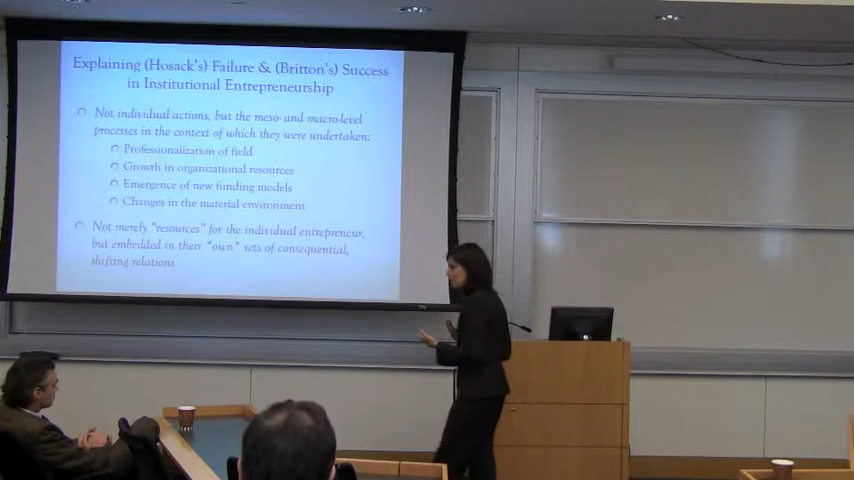 Explaining (Hosack's) Failure & (Britton's) Success
in Institutional Entrepreneurship
Not individual actions, but the meso- and macro-level
processes in the context of which they were undertaken:
Professionalization of field
Growth in organizational resources
Emergence of new funding models
Changes in the material environment
Not merely "resources" for the individual entrepreneur,
but embedded in their "own" sets of consequential,
shifting relations